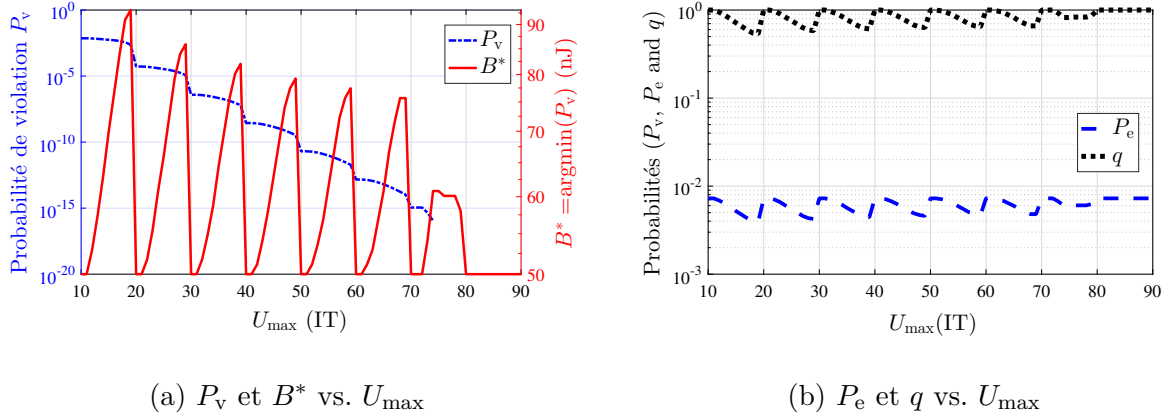 Probabilité de violation P_v
10^0
10^-5
10^-10
10^-15
10^-20
P_v
B*
90
80
70
60
50
B* =argmin(P_v) (nJ)
10 20 30 40 50 60 70 80 90
U_max (IT)
(a) P_v et B* vs. U_max
Probabilités (P_v, P_e and q)
10^0
10^-1
10^-2
10^-3
P_e
q
10 20 30 40 50 60 70 80 90
U_max(IT)
(b) P_e et q vs. U_max